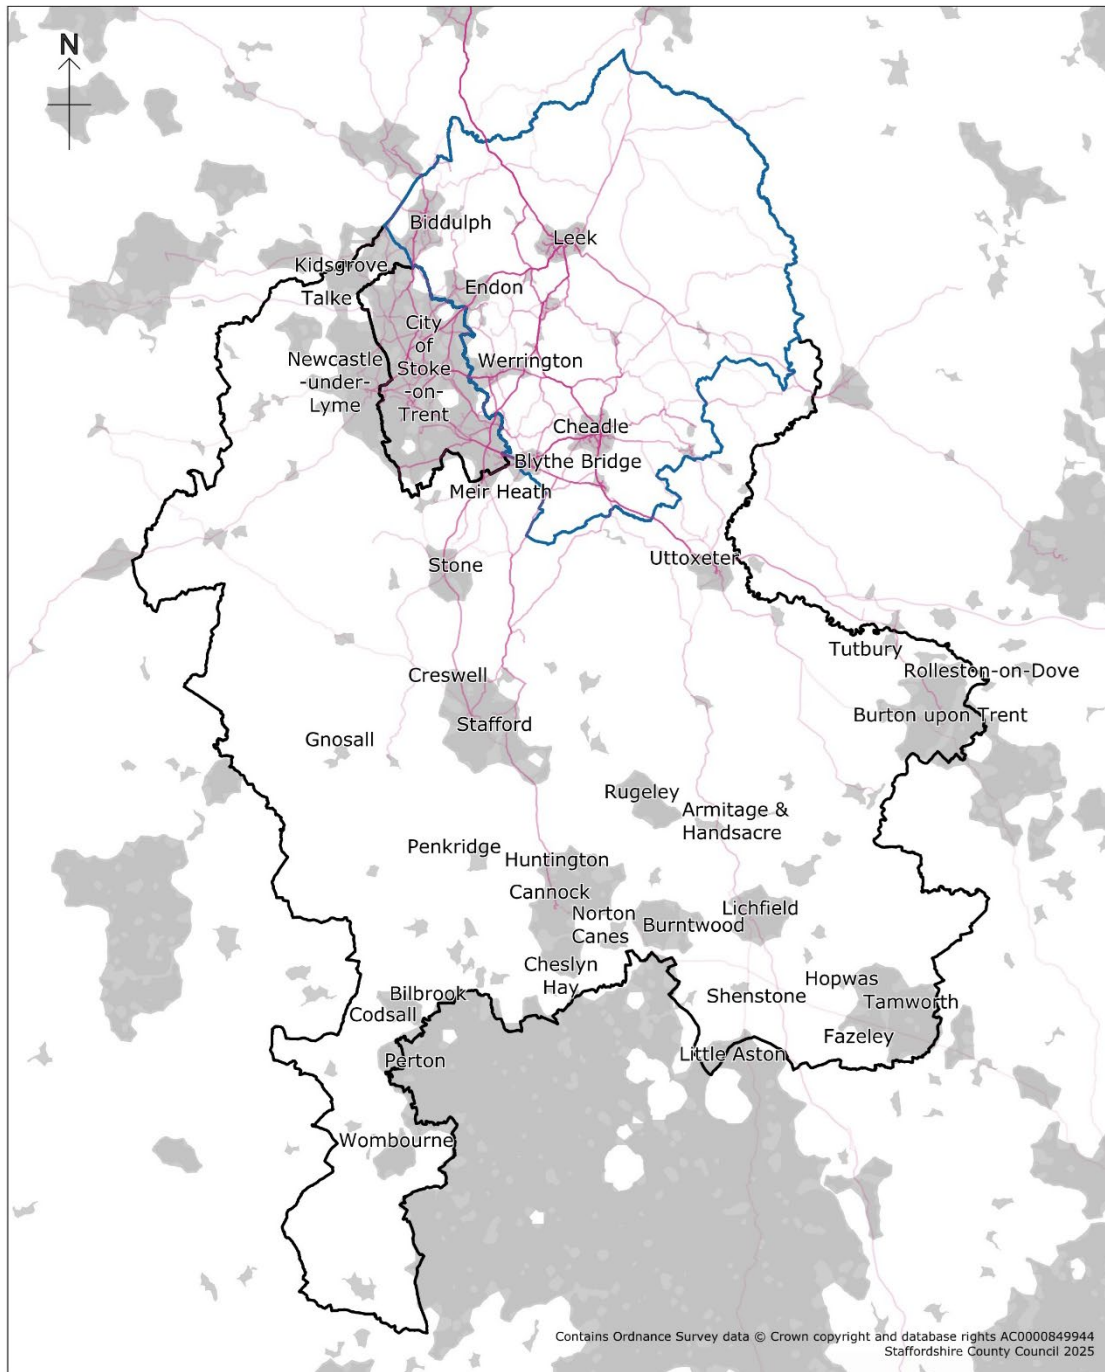 N
Biddulph
Leek
Kidsgrove
Talke
Endon
City
of
Stoke
-on-
Trent
Newcastle
-under-
Lyme
Werrington
Cheadle
Blythe Bridge
Meir Heath
Stone
Uttoxeter
Tutbury
Rolleston-on-Dove
Creswell
Stafford
Burton upon Trent
Gnosall
Rugeley
Armitage &
Handsacre
Penkridge
Huntington
Cannock
Norton
Canes
Burntwood
Lichfield
Cheslyn
Hay
Hopwas
Bilbrook
Shenstone
Tamworth
Codsall
Fazeley
Little Aston
Perton
Wombourne
Contains Ordnance Survey data © Crown copyright and database rights AC0000849944
Staffordshire County Council 2025